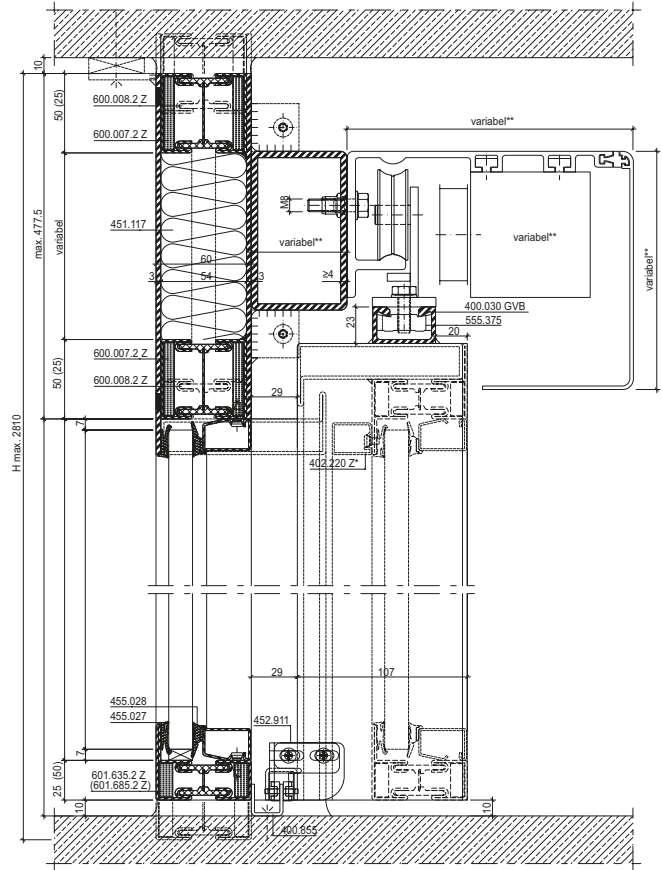 10
50 (25)
600.008.2 Z
600.007.2 Z
variabel**
max. 477.5
variabel
451.117
M8
variabel**
variabel**
variabel**
60
3
54
3
≥4
400.030 GVB
555.375
23
20
600.007.2 Z
600.008.2 Z
50 (25)
29
7
H max. 2810
402.220 Z*
29
107
455.028
455.027
452.911
7
601.635.2 Z
(601.685.2 Z)
25 (50)
10
10
400.855